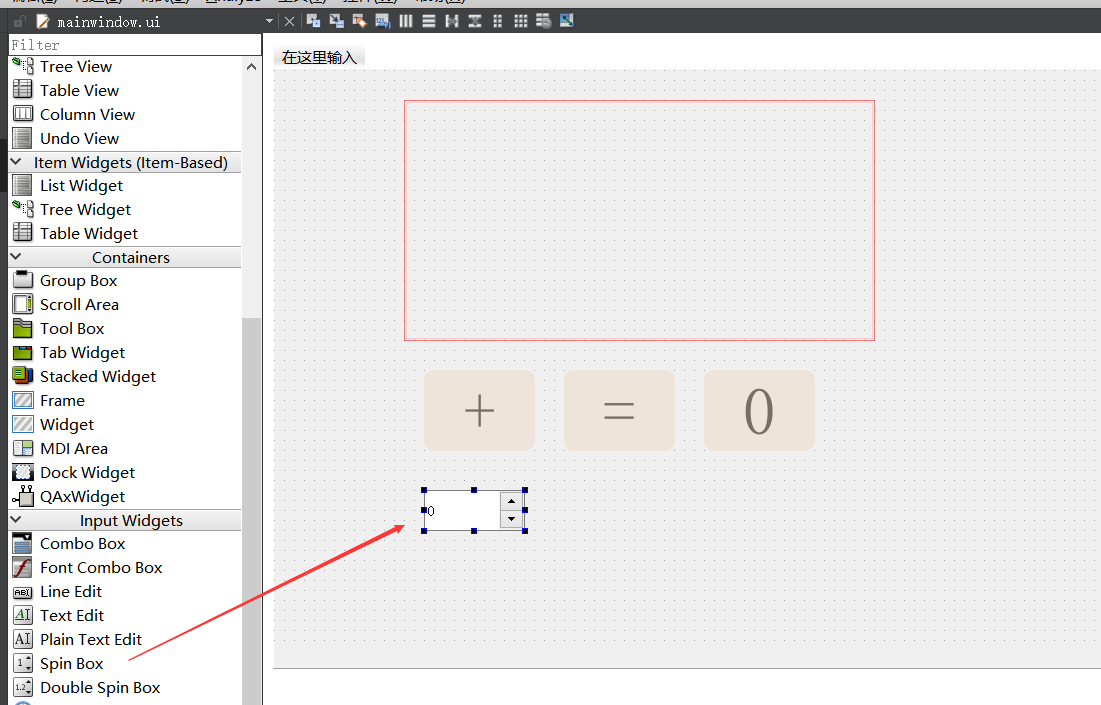 mainwindow.ui
Filter
在这里输入
Tree View
Table View
Column View
Undo View
Item Widgets (Item-Based)
List Widget
Tree Widget
Table Widget
Containers
Group Box
Scroll Area
Tool Box
Tab Widget
Stacked Widget
Frame
Widget
MDI Area
Dock Widget
QAxWidget
Input Widgets
Combo Box
Font Combo Box
Line Edit
Text Edit
Plain Text Edit
Spin Box
Double Spin Box
+ = 0
0